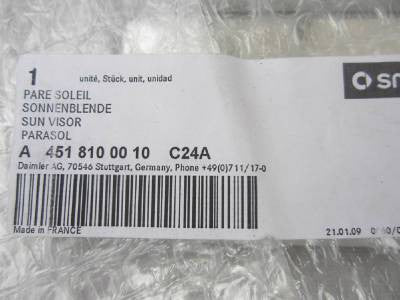 1 unité, Stück, unit, unidad
PARE SOLEIL
SONNENBLENDE
SUN VISOR
PARASOL
A 451 810 00 10 C24A
Daimler AG, 70546 Stuttgart, Germany, Phone +49(0)711/17-0
Made in FRANCE
21.01.09